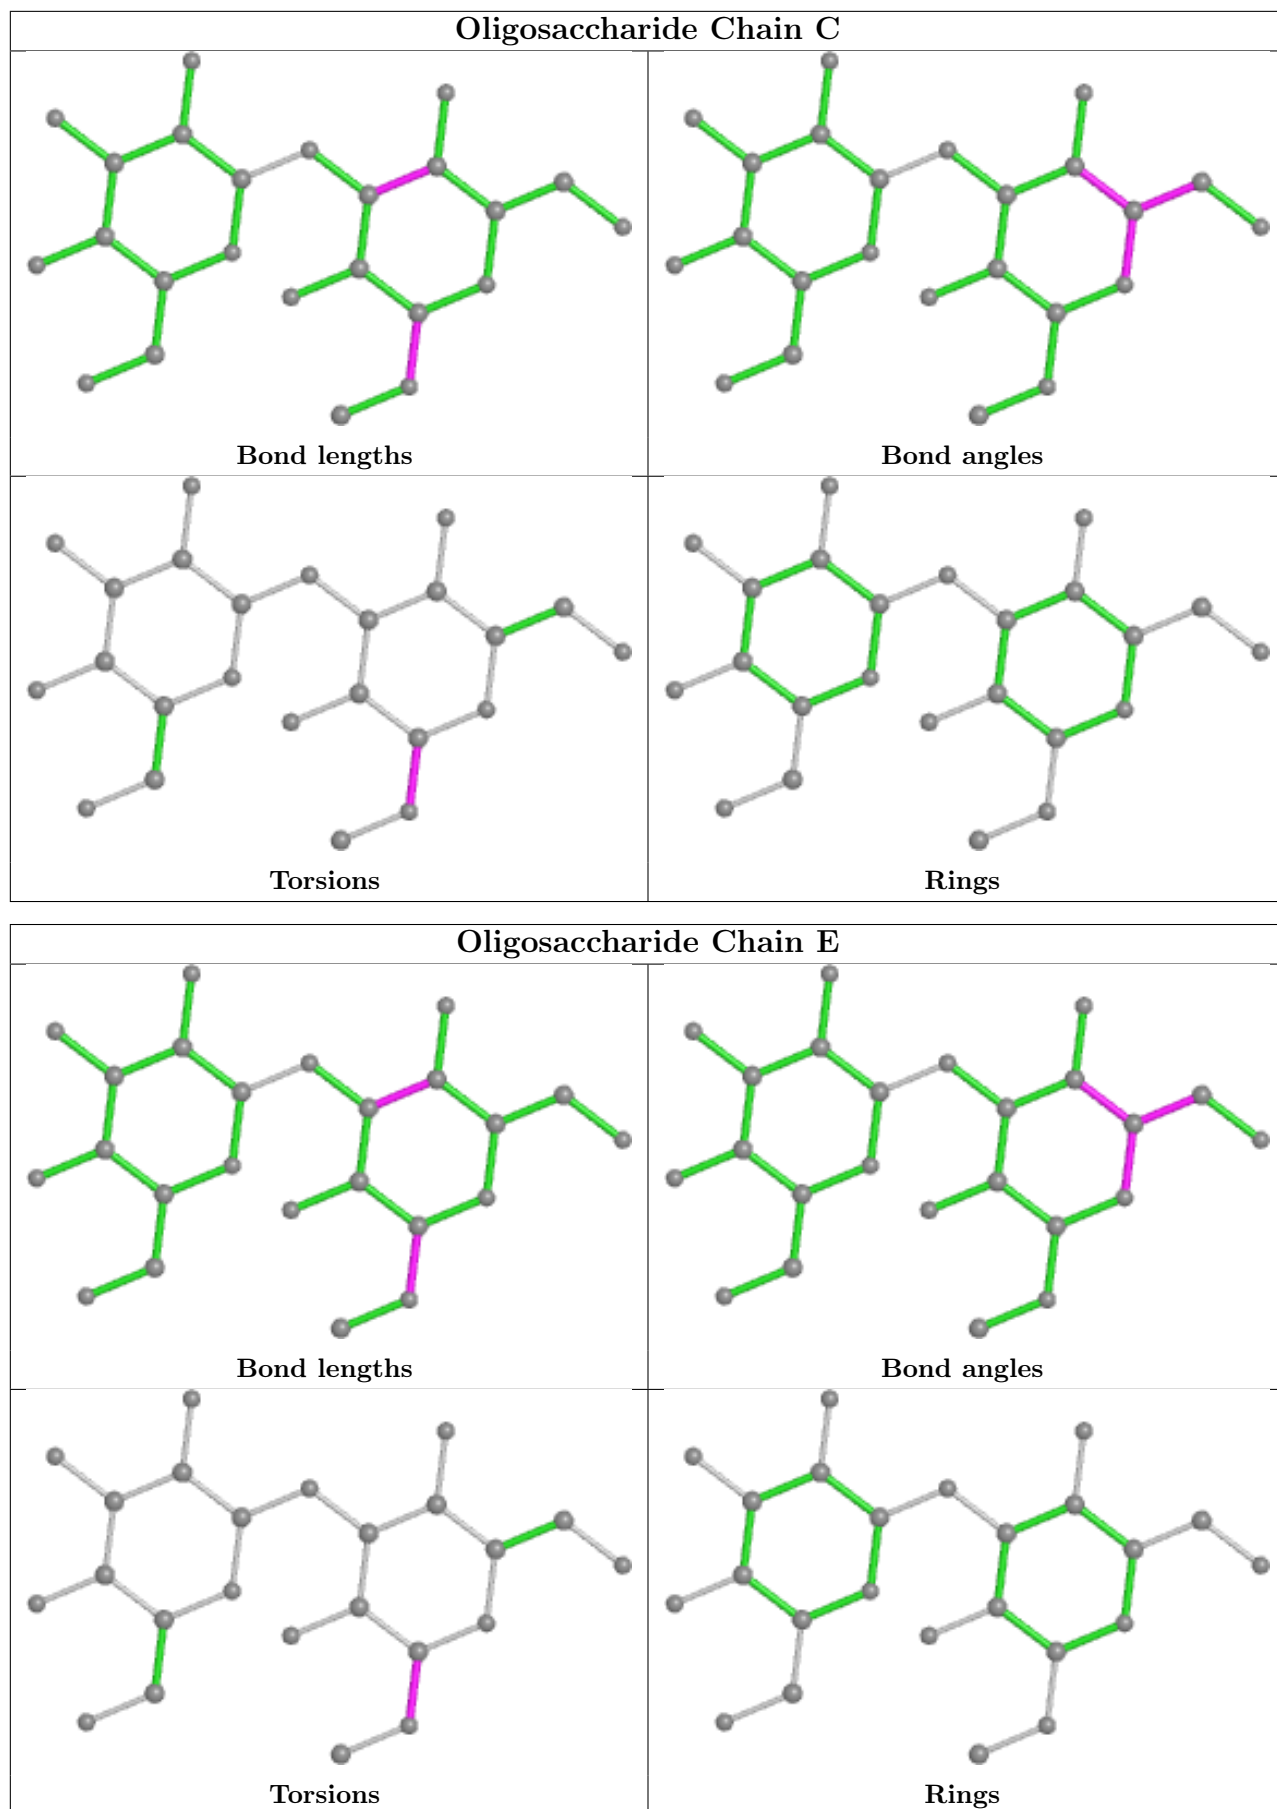 Oligosaccharide Chain C
Bond lengths
Bond angles
Torsions
Rings
Oligosaccharide Chain E
Bond lengths
Bond angles
Torsions
Rings